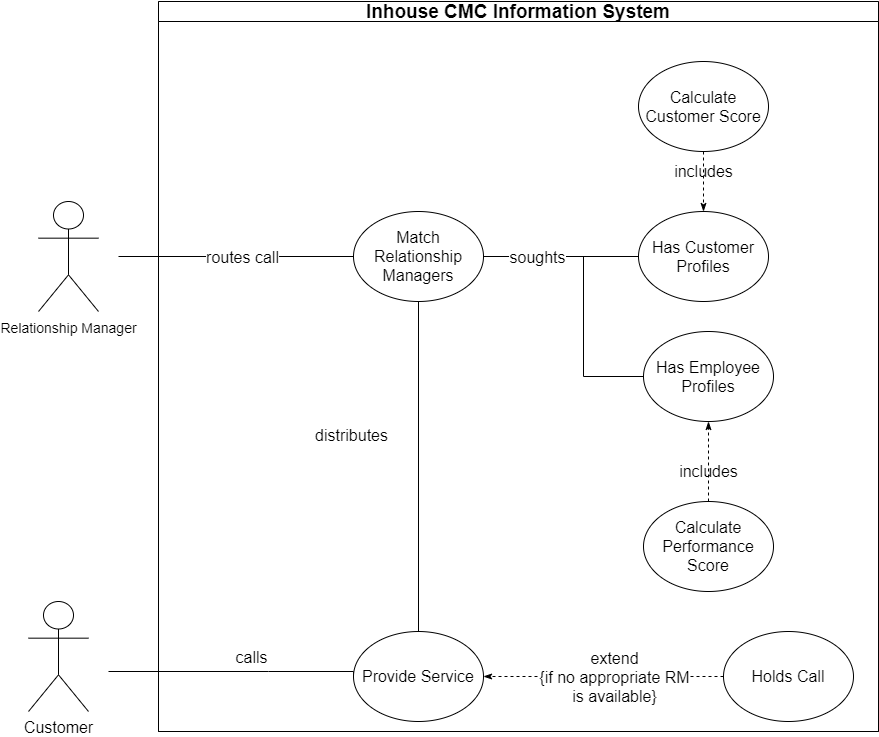 Inhouse CMC Information System
Calculate
Customer Score
includes
Match
Relationship
Managers
routes call
soughts
Has Customer
Profiles
Relationship Manager
Has Employee
Profiles
distributes
includes
Calculate
Performance
Score
calls
Provide Service
extend
{if no appropriate RM
is available}
Holds Call
Customer